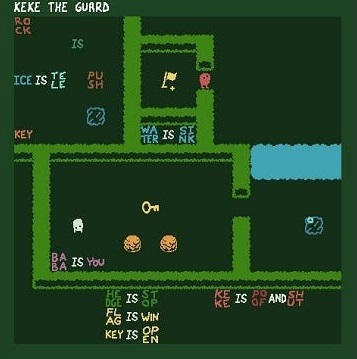 KEKE THE GUARD
ROCK
IS
ICE IS TELE PUSH
KEY
WATER IS SINK
BABA IS YOU
HEDGE IS STOP
KEKE IS POOF AND SHUT
FLAG IS WIN
KEY IS OPEN